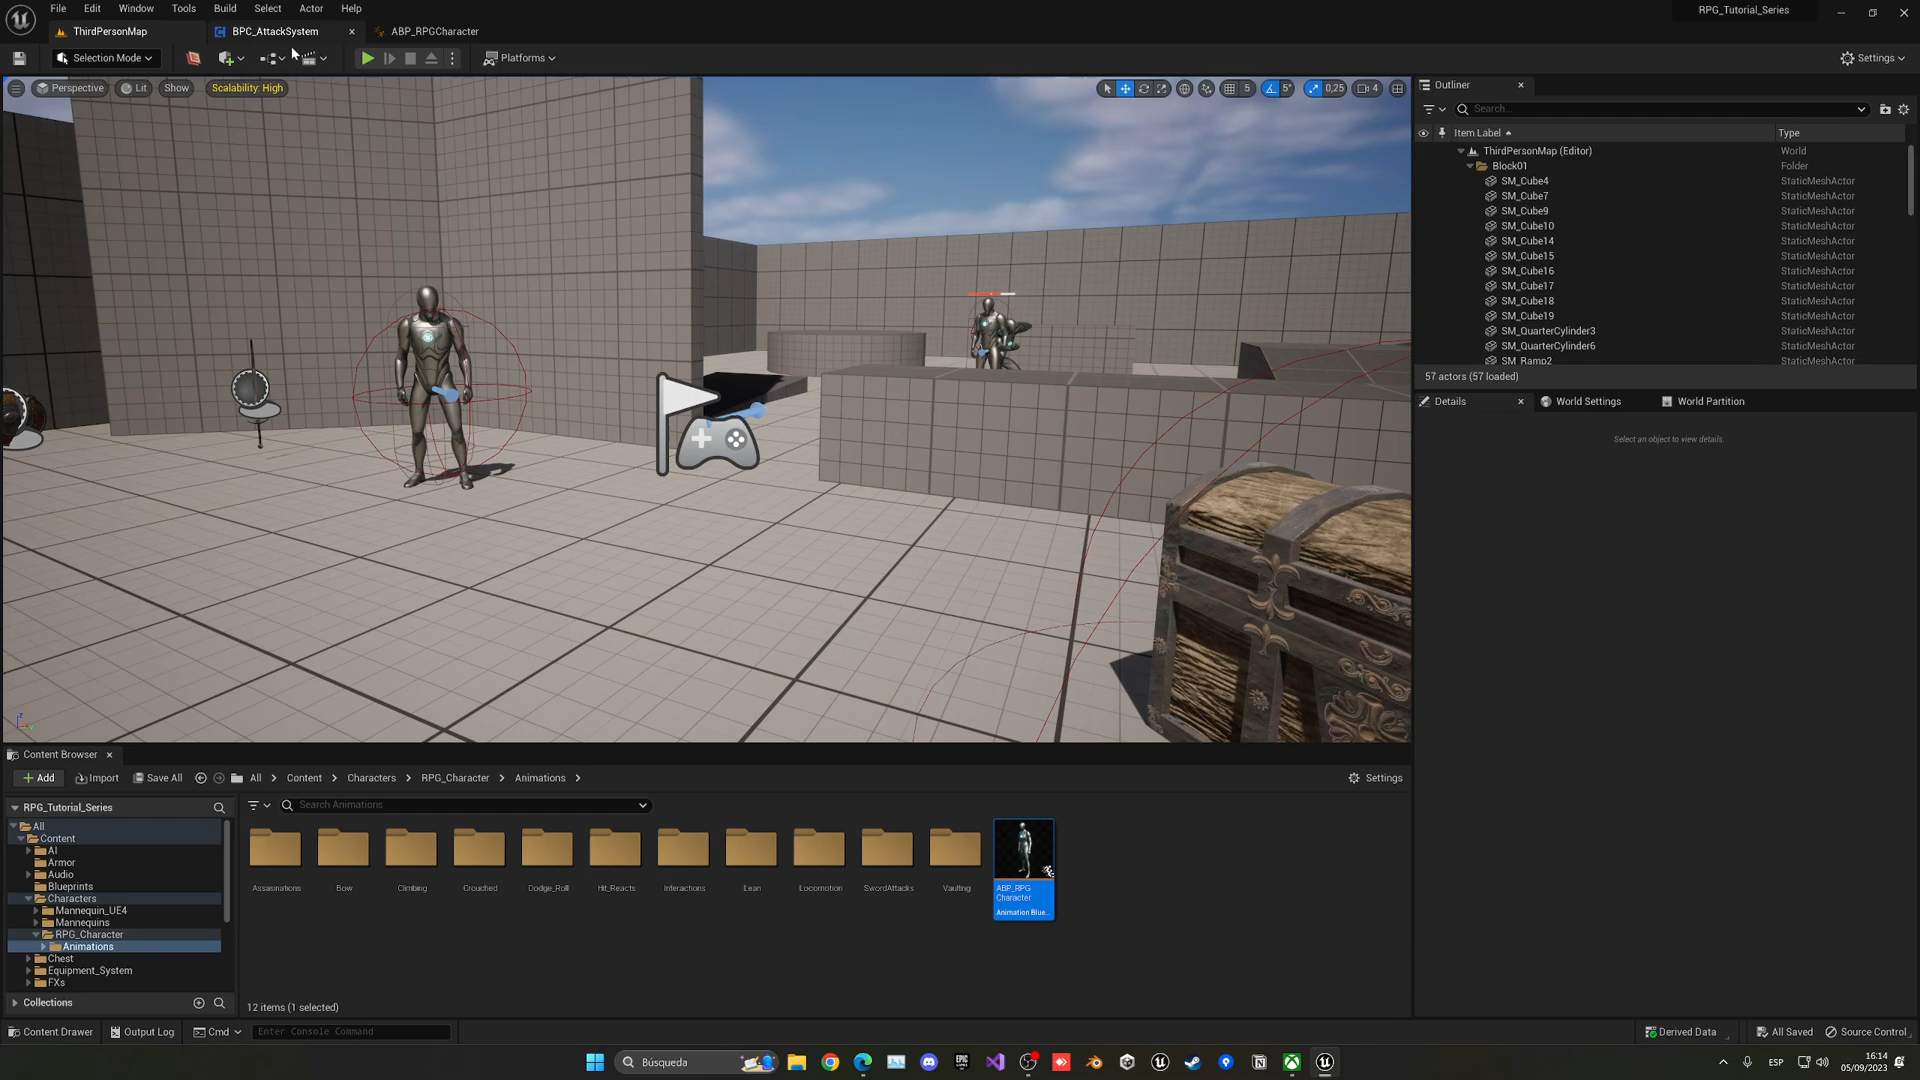 File Edit Window Tools Build Select Actor Help
RPG_Tutorial_Series
ThirdPersonMap BPC_AttackSystem ABP_RPGCharacter
Selection Mode Platforms Settings
Perspective Lit Show Scalability: High 5 5° 0,25 4
Outliner
Search...
Item Label Type
ThirdPersonMap (Editor) World
Block01 Folder
SM_Cube4 StaticMeshActor
SM_Cube7 StaticMeshActor
SM_Cube9 StaticMeshActor
SM_Cube10 StaticMeshActor
SM_Cube14 StaticMeshActor
SM_Cube15 StaticMeshActor
SM_Cube16 StaticMeshActor
SM_Cube17 StaticMeshActor
SM_Cube18 StaticMeshActor
SM_Cube19 StaticMeshActor
SM_QuarterCylinder3 StaticMeshActor
SM_QuarterCylinder6 StaticMeshActor
SM_Ramp2 StaticMeshActor
57 actors (57 loaded)
Details World Settings World Partition
Select an object to view details.
Content Browser
Add Import Save All All Content Characters RPG_Character Animations Settings
RPG_Tutorial_Series
Search Animations
All
Content
AI
Armor
Audio
Blueprints
Characters
Mannequin_UE4
Mannequins
RPG_Character
Animations
Chest
Equipment_System
FXs
Collections
Assasinations Bow Climbing Crouched Dodge_Roll Hit_Reacts Interactions Lean Locomotion SwordAttacks Vaulting
ABP_RPG
Character
Animation Blue...
12 items (1 selected)
Content Drawer Output Log Cmd Enter Console Command Derived Data All Saved Source Control
Búsqueda
ESP
16:14
05/09/2023